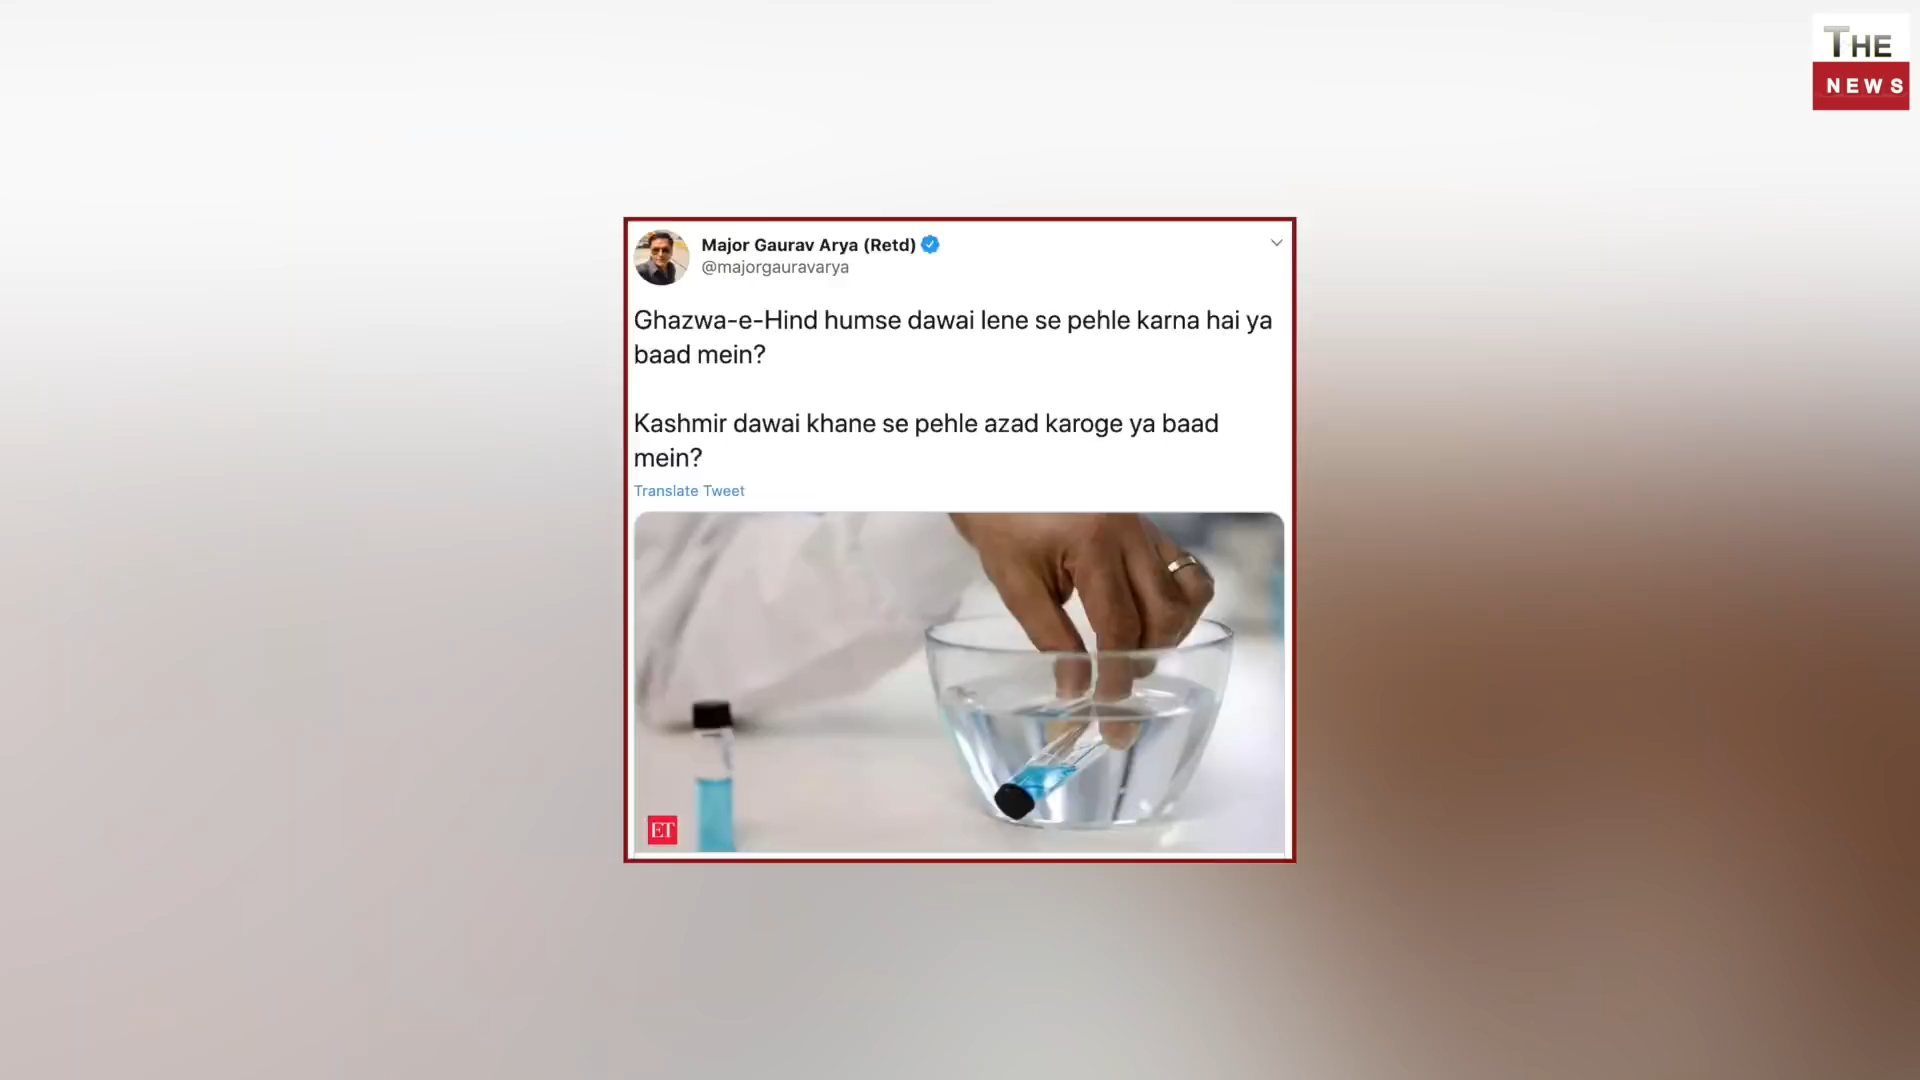 THE
NEWS
Major Gaurav Arya (Retd)
@majorgauravarya
Ghazwa-e-Hind humse dawai lene se pehle karna hai ya
baad mein?
Kashmir dawai khane se pehle azad karoge ya baad
mein?
Translate Tweet
ET